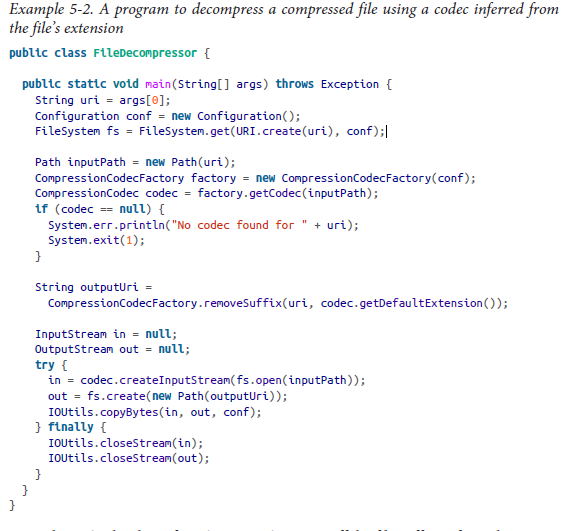 Example 5-2. A program to decompress a compressed file using a codec inferred from
the file's extension
public class FileDecompressor {
public static void main(String[] args) throws Exception {
String uri = args[0];
Configuration conf = new Configuration();
FileSystem fs = FileSystem.get(URI.create(uri), conf);
Path inputPath = new Path(uri);
CompressionCodecFactory factory = new CompressionCodecFactory(conf);
CompressionCodec codec = factory.getCodec(inputPath);
if (codec == null) {
System.err.println("No codec found for " + uri);
System.exit(1);
}
String outputUri =
CompressionCodecFactory.removeSuffix(uri, codec.getDefaultExtension());
InputStream in = null;
OutputStream out = null;
try {
in = codec.createInputStream(fs.open(inputPath));
out = fs.create(new Path(outputUri));
IOUtils.copyBytes(in, out, conf);
} finally {
IOUtils.closeStream(in);
IOUtils.closeStream(out);
}
}
}